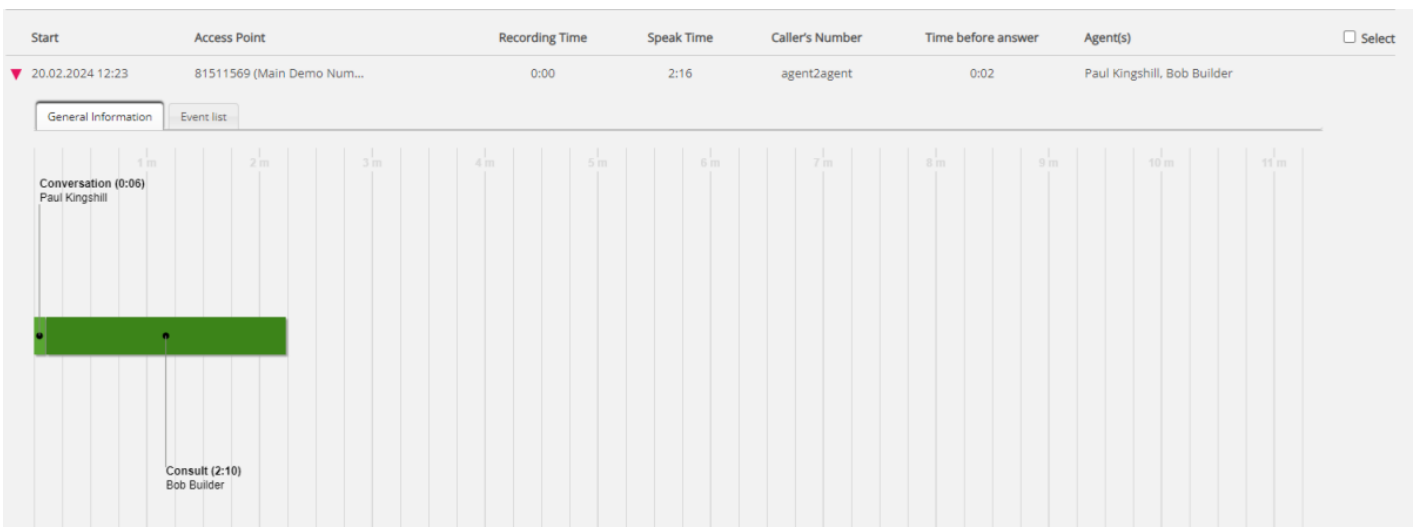 Start Access Point Recording Time Speak Time Caller's Number Time before answer Agent(s) Select
20.02.2024 12:23 81511569 (Main Demo Num... 0:00 2:16 agent2agent 0:02 Paul Kingshill, Bob Builder
General Information Event list
1 m 2 m 3 m 4 m 5 m 6 m 7 m 8 m 9 m 10 m 11 m
Conversation (0:06)
Paul Kingshill
Consult (2:10)
Bob Builder